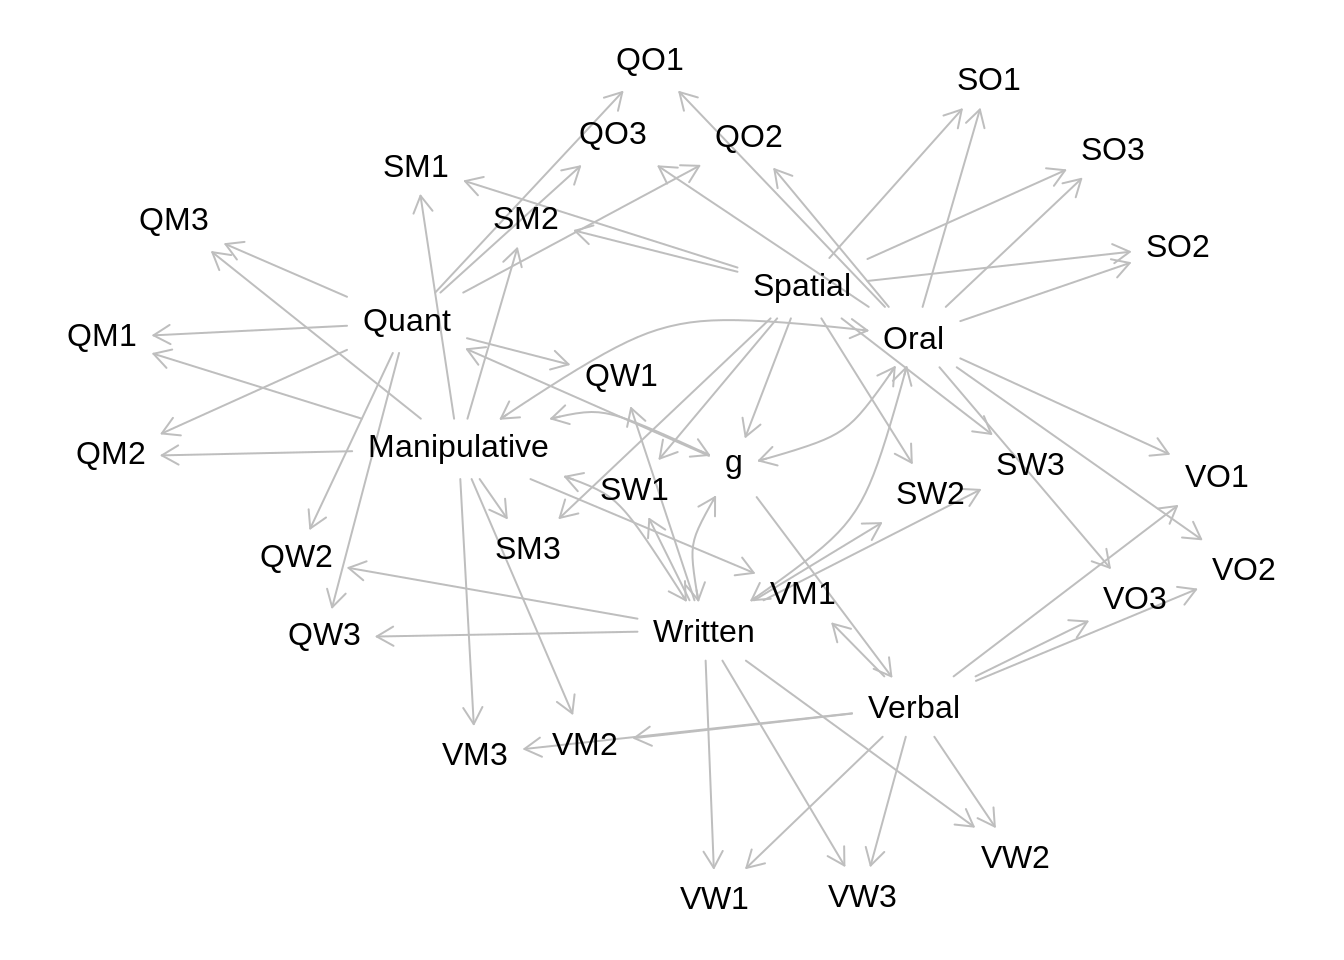 QO1
SO1
QO3
QO2
SO3
SM1
QM3
SM2
SO2
Spatial
Quant
QM1
Oral
QW1
Manipulative
QM2
g
SW3
VO1
SW1
SW2
SM3
QW2
VO2
VM1
VO3
QW3
Written
Verbal
VM3
VM2
VW2
VW1
VW3